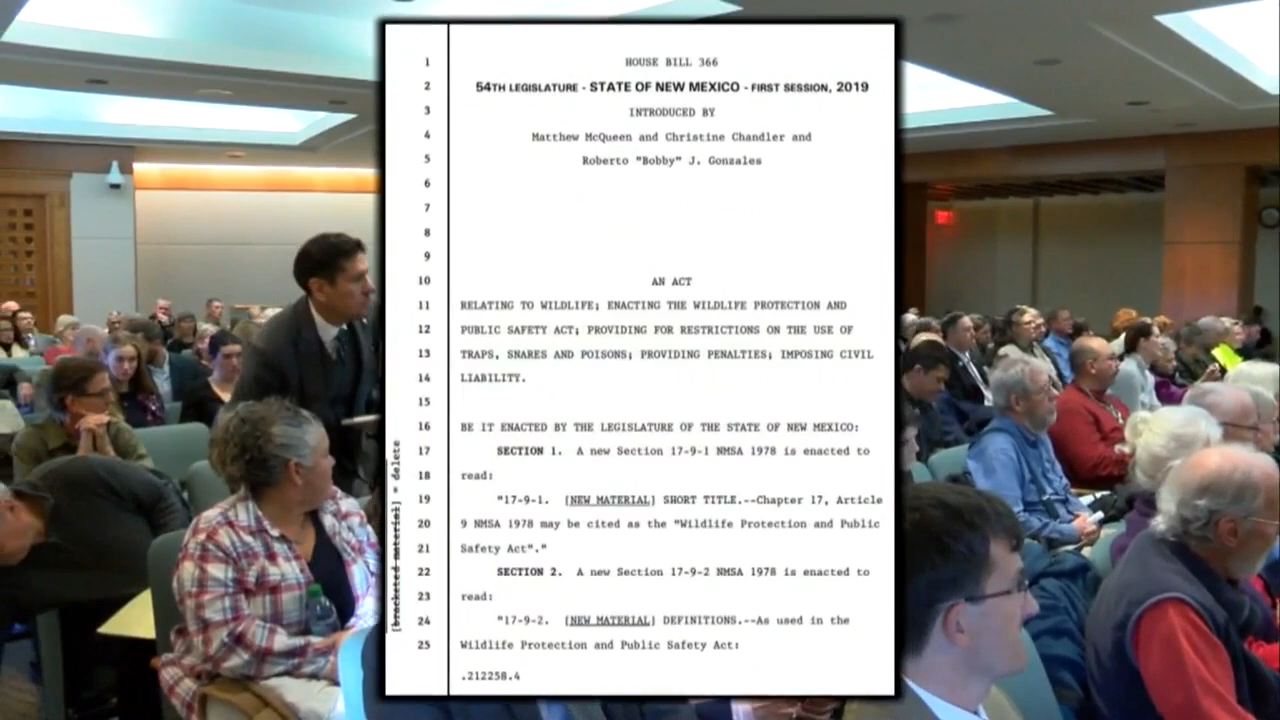 1 HOUSE BILL 366
2 54TH LEGISLATURE - STATE OF NEW MEXICO - FIRST SESSION, 2019
3 INTRODUCED BY
4 Matthew McQueen and Christine Chandler and
5 Roberto "Bobby" J. Gonzales
6
7
8
9
10 AN ACT
11 RELATING TO WILDLIFE; ENACTING THE WILDLIFE PROTECTION AND
12 PUBLIC SAFETY ACT; PROVIDING FOR RESTRICTIONS ON THE USE OF
13 TRAPS, SNARES AND POISONS; PROVIDING PENALTIES; IMPOSING CIVIL
14 LIABILITY.
15
16 BE IT ENACTED BY THE LEGISLATURE OF THE STATE OF NEW MEXICO:
17 SECTION 1. A new Section 17-9-1 NMSA 1978 is enacted to
18 read:
19 "17-9-1. [NEW MATERIAL] SHORT TITLE.--Chapter 17, Article
20 9 NMSA 1978 may be cited as the "Wildlife Protection and Public
21 Safety Act"."
22 SECTION 2. A new Section 17-9-2 NMSA 1978 is enacted to
23 read:
24 "17-9-2. [NEW MATERIAL] DEFINITIONS.--As used in the
25 Wildlife Protection and Public Safety Act:
.212258.4
[bracketed material] = delete